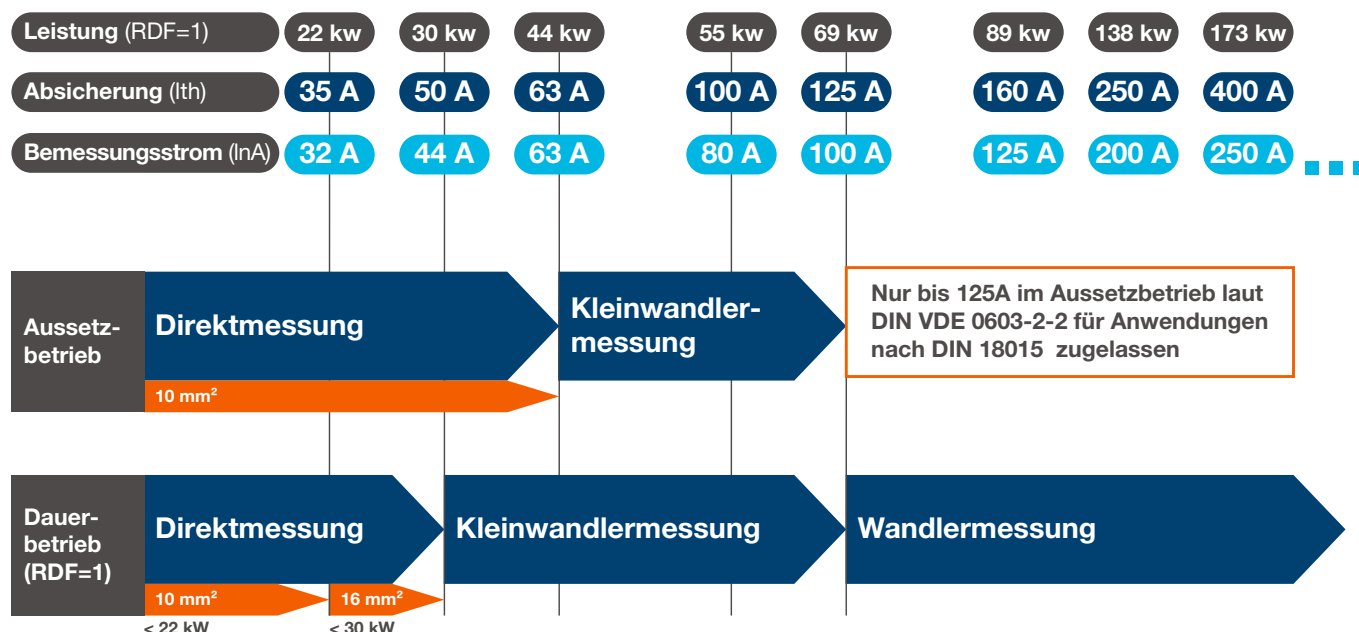 Leistung (RDF=1) 22 kw 30 kw 44 kw 55 kw 69 kw 89 kw 138 kw 173 kw
Absicherung (Ith) 35 A 50 A 63 A 100 A 125 A 160 A 250 A 400 A
Bemessungsstrom (InA) 32 A 44 A 63 A 80 A 100 A 125 A 200 A 250 A
Aussetz-
betrieb
Direktmessung
10 mm²
Kleinwandler-
messung
Nur bis 125A im Aussetzbetrieb laut
DIN VDE 0603-2-2 für Anwendungen
nach DIN 18015 zugelassen
Dauer-
betrieb
(RDF=1)
Direktmessung
Kleinwandlermessung
Wandlermessung
10 mm²
16 mm²
< 22 kW
< 30 kW